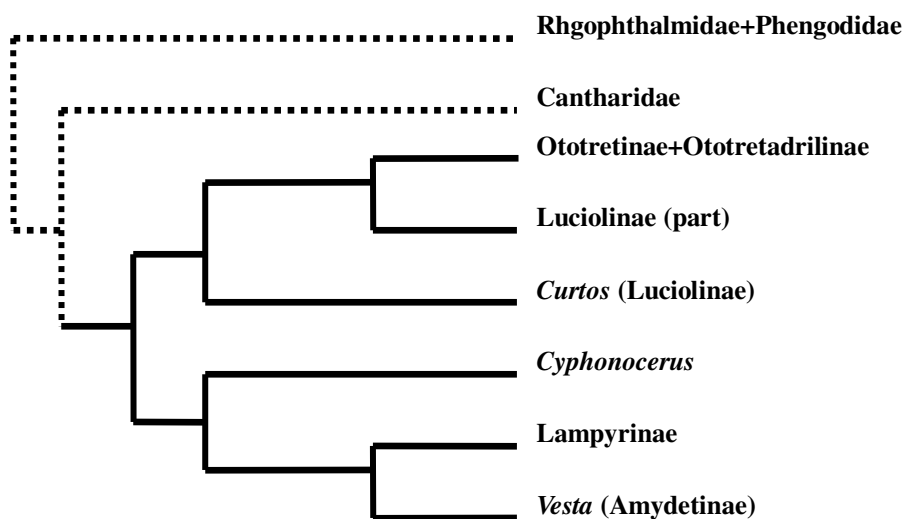 Rhgophthalmidae+Phengodidae
Cantharidae
Ototretinae+Ototretadrilinae
Luciolinae (part)
Curtos (Luciolinae)
Cyphonocerus
Lampyrinae
Vesta (Amydetinae)